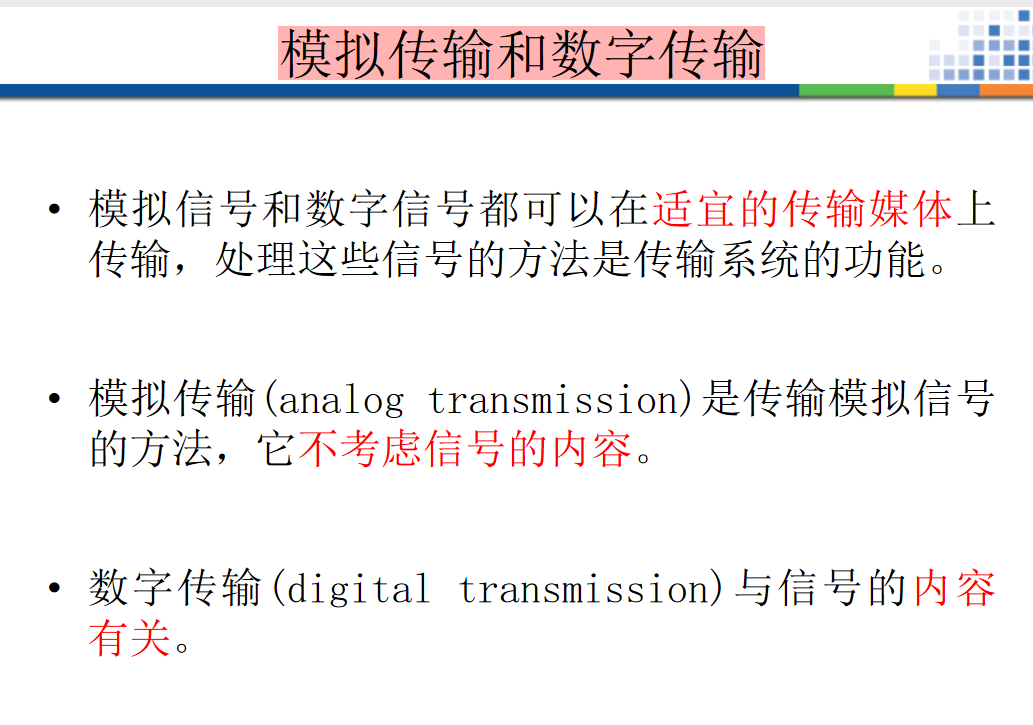 模拟传输和数字传输
• 模拟信号和数字信号都可以在适宜的传输媒体上
传输，处理这些信号的方法是传输系统的功能。
• 模拟传输(analog transmission)是传输模拟信号
的方法，它不考虑信号的内容。
• 数字传输(digital transmission)与信号的内容
有关。